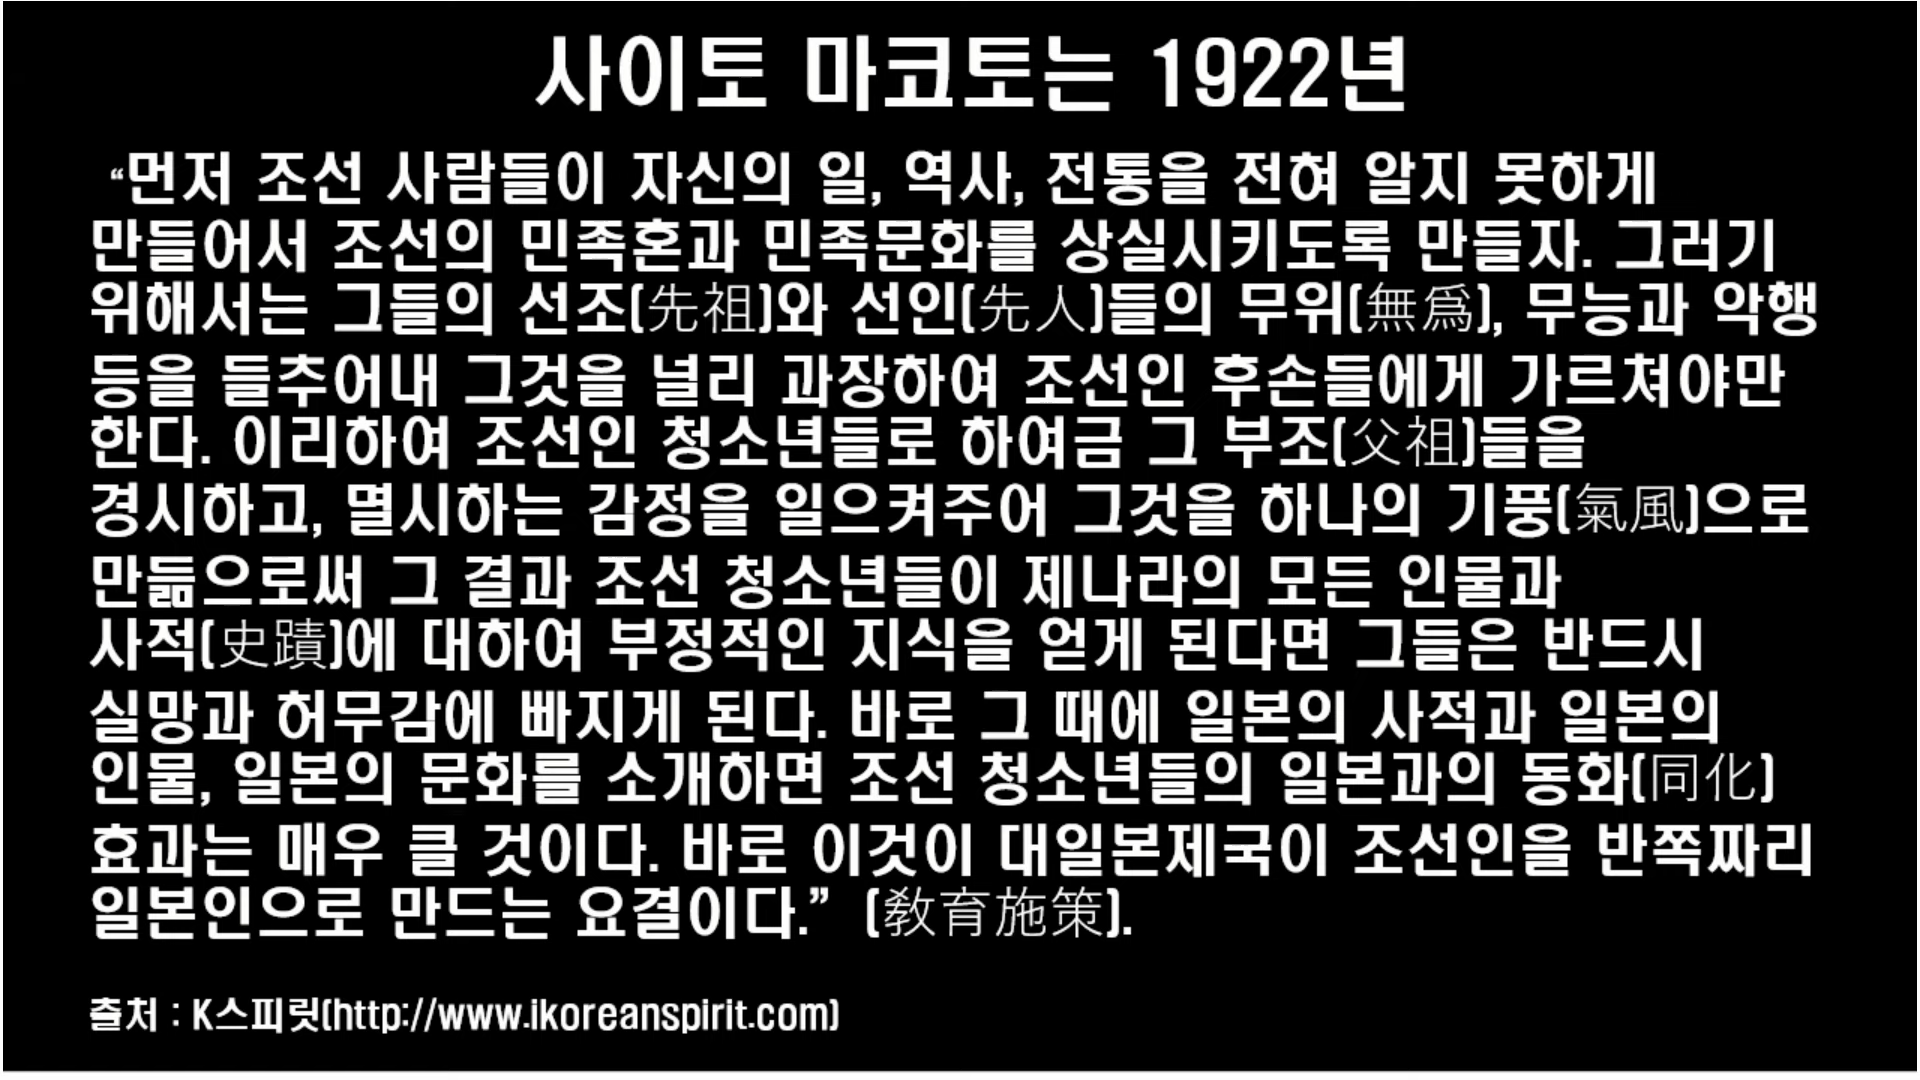 사이토 마코토는 1922년
“먼저 조선 사람들이 자신의 일, 역사, 전통을 전혀 알지 못하게
만들어서 조선의 민족혼과 민족문화를 상실시키도록 만들자. 그러기
위해서는 그들의 선조(先祖)와 선인(先人)들의 무위(無爲), 무능과 악행
등을 들추어내 그것을 널리 과장하여 조선인 후손들에게 가르쳐야만
한다. 이리하여 조선인 청소년들로 하여금 그 부조(父祖)들을
경시하고, 멸시하는 감정을 일으켜주어 그것을 하나의 기풍(氣風)으로
만듦으로써 그 결과 조선 청소년들이 제나라의 모든 인물과
사적(史蹟)에 대하여 부정적인 지식을 얻게 된다면 그들은 반드시
실망과 허무감에 빠지게 된다. 바로 그 때에 일본의 사적과 일본의
인물, 일본의 문화를 소개하면 조선 청소년들의 일본과의 동화(同化)
효과는 매우 클 것이다. 바로 이것이 대일본제국이 조선인을 반쪽짜리
일본인으로 만드는 요결이다.” (敎育施策).
출처 : K스피릿(http://www.ikoreanspirit.com)